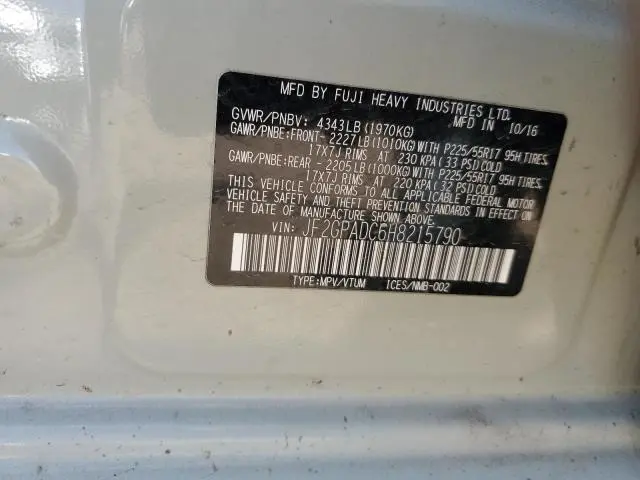 MFD BY FUJI HEAVY INDUSTRIES LTD.
GVWR/PNBV: 4343LB(1970KG) MFD IN 10/16
GAWR/PNBE:FRONT- 2227LB(1010KG)WITH P225/55R17 95H TIRES,
17X7J RIMS AT 230 KPA(33 PSI)COLD
GAWR/PNBE:REAR - 2205LB(1000KG)WITH P225/55R17 95H TIRES,
17X7J RIMS AT 220 KPA(32 PSI)COLD
THIS VEHICLE CONFORMS TO ALL APPLICABLE FEDERAL MOTOR
VEHICLE SAFETY AND THEFT PREVENTION STANDARDS IN EFFECT ON
THE DATE OF MANUFACTURE SHOWN ABOVE.
VIN: JF2GPADC6H8215790
TYPE:MPV/VTUM ICES/NMB-002